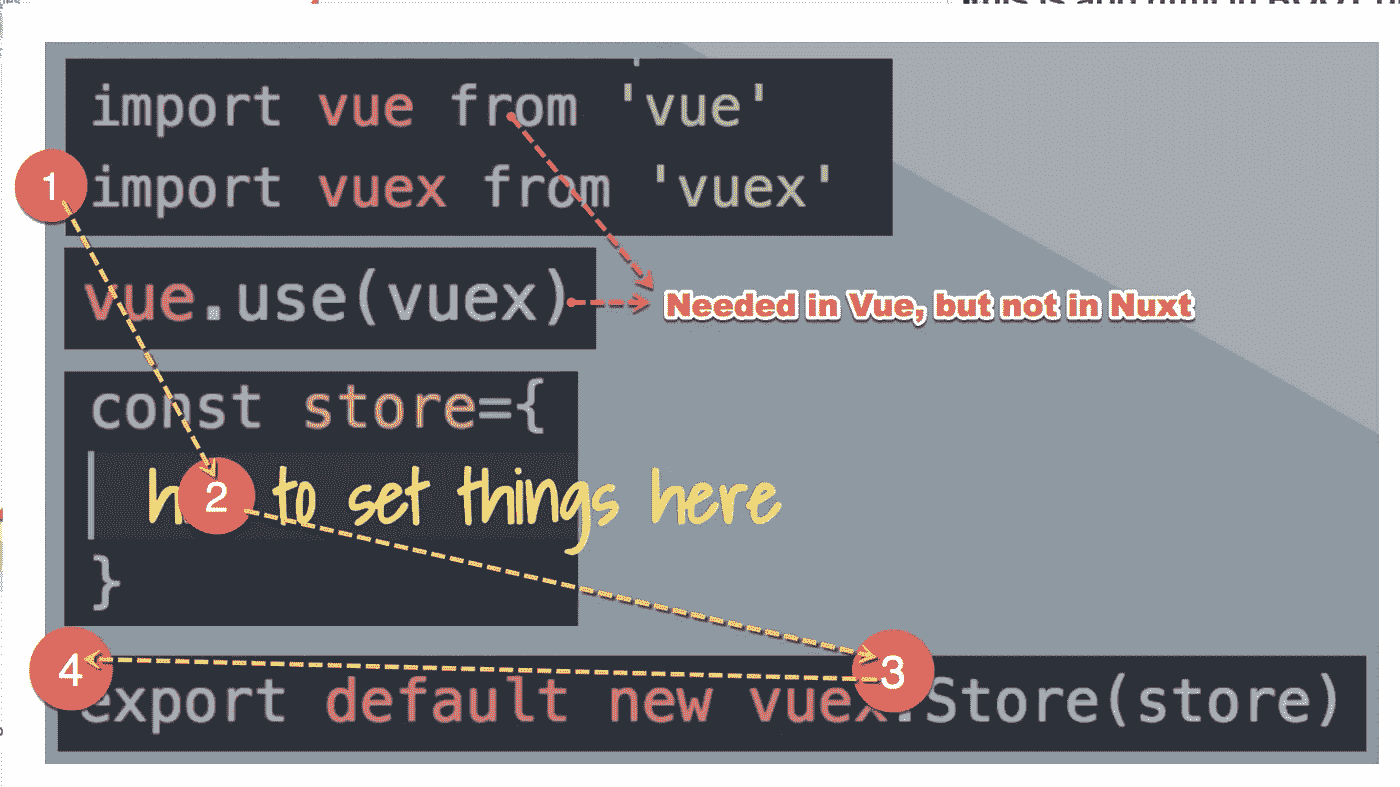 import vue from 'vue'
1 import vuex from 'vuex'
vue.use(vuex)
Needed in Vue, but not in Nuxt
const store={
2 to set things here
}
4 3
export default new vuex.Store(store)